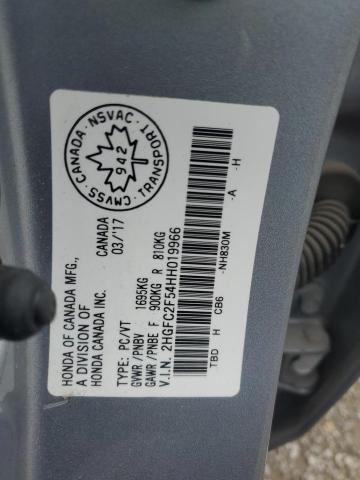 CMVSS · CANADA · NSVAC · TRANSPORT
942
CANADA
03/'17
HONDA OF CANADA MFG.,
A DIVISION OF
HONDA CANADA INC.
TYPE: PC/VT
GVWR /PNBV 1695KG
GAWR /PNBE F 900KG R 810KG
V.I.N. 2HGFC2F54HH019966
TBD H CB6 -NH830M -A -H